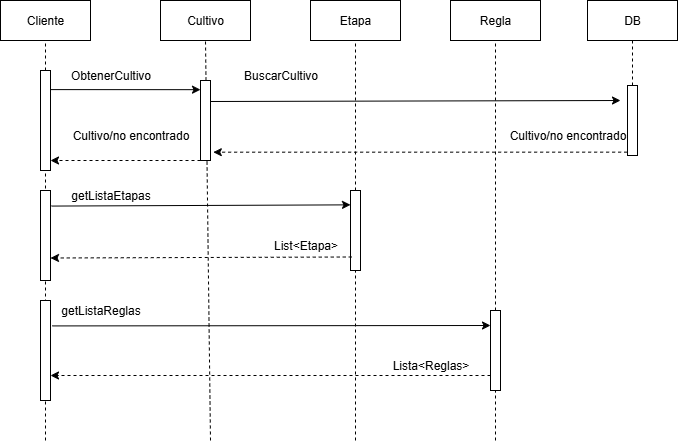 Cliente
Cultivo
Etapa
Regla
DB
ObtenerCultivo
BuscarCultivo
Cultivo/no encontrado
Cultivo/no encontrado
getListaEtapas
List<Etapa>
getListaReglas
Lista<Reglas>